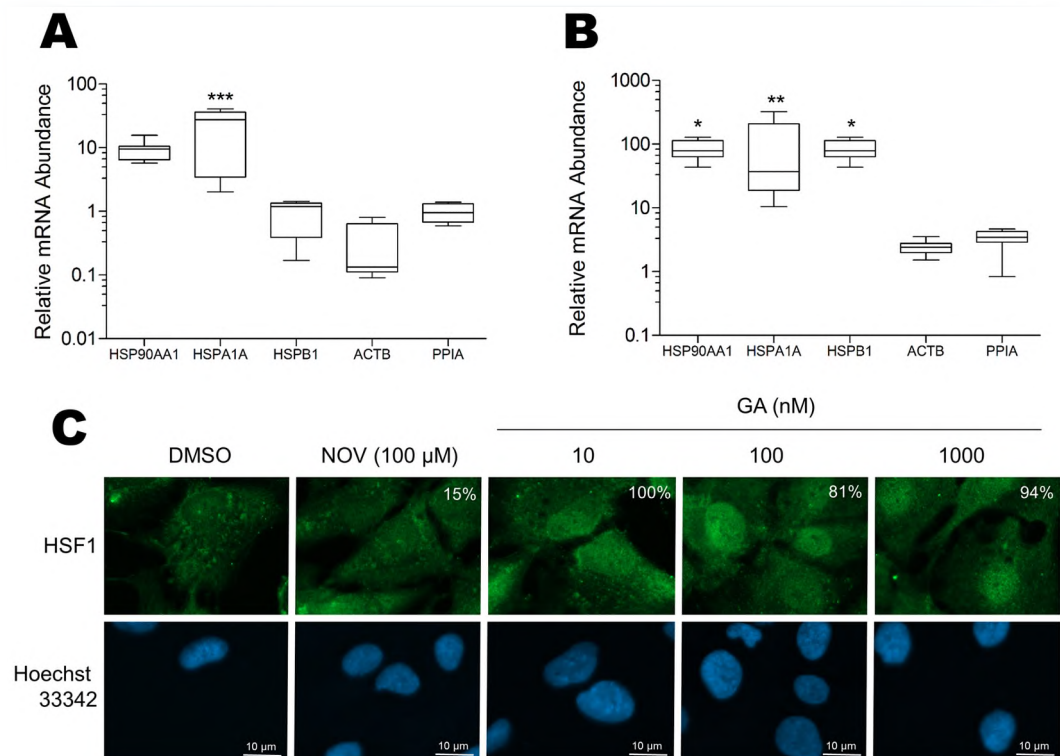 A
Relative mRNA Abundance
100
10
1
0.1
0.01
***
HSP90AA1 HSPA1A HSPB1 ACTB PPIA
B
Relative mRNA Abundance
1000
100
10
1
0.1
* ** *
HSP90AA1 HSPA1A HSPB1 ACTB PPIA
C
GA (nM)
DMSO NOV (100 µM) 10 100 1000
HSF1
15% 100% 81% 94%
Hoechst
33342
10 µm 10 µm 10 µm 10 µm 10 µm